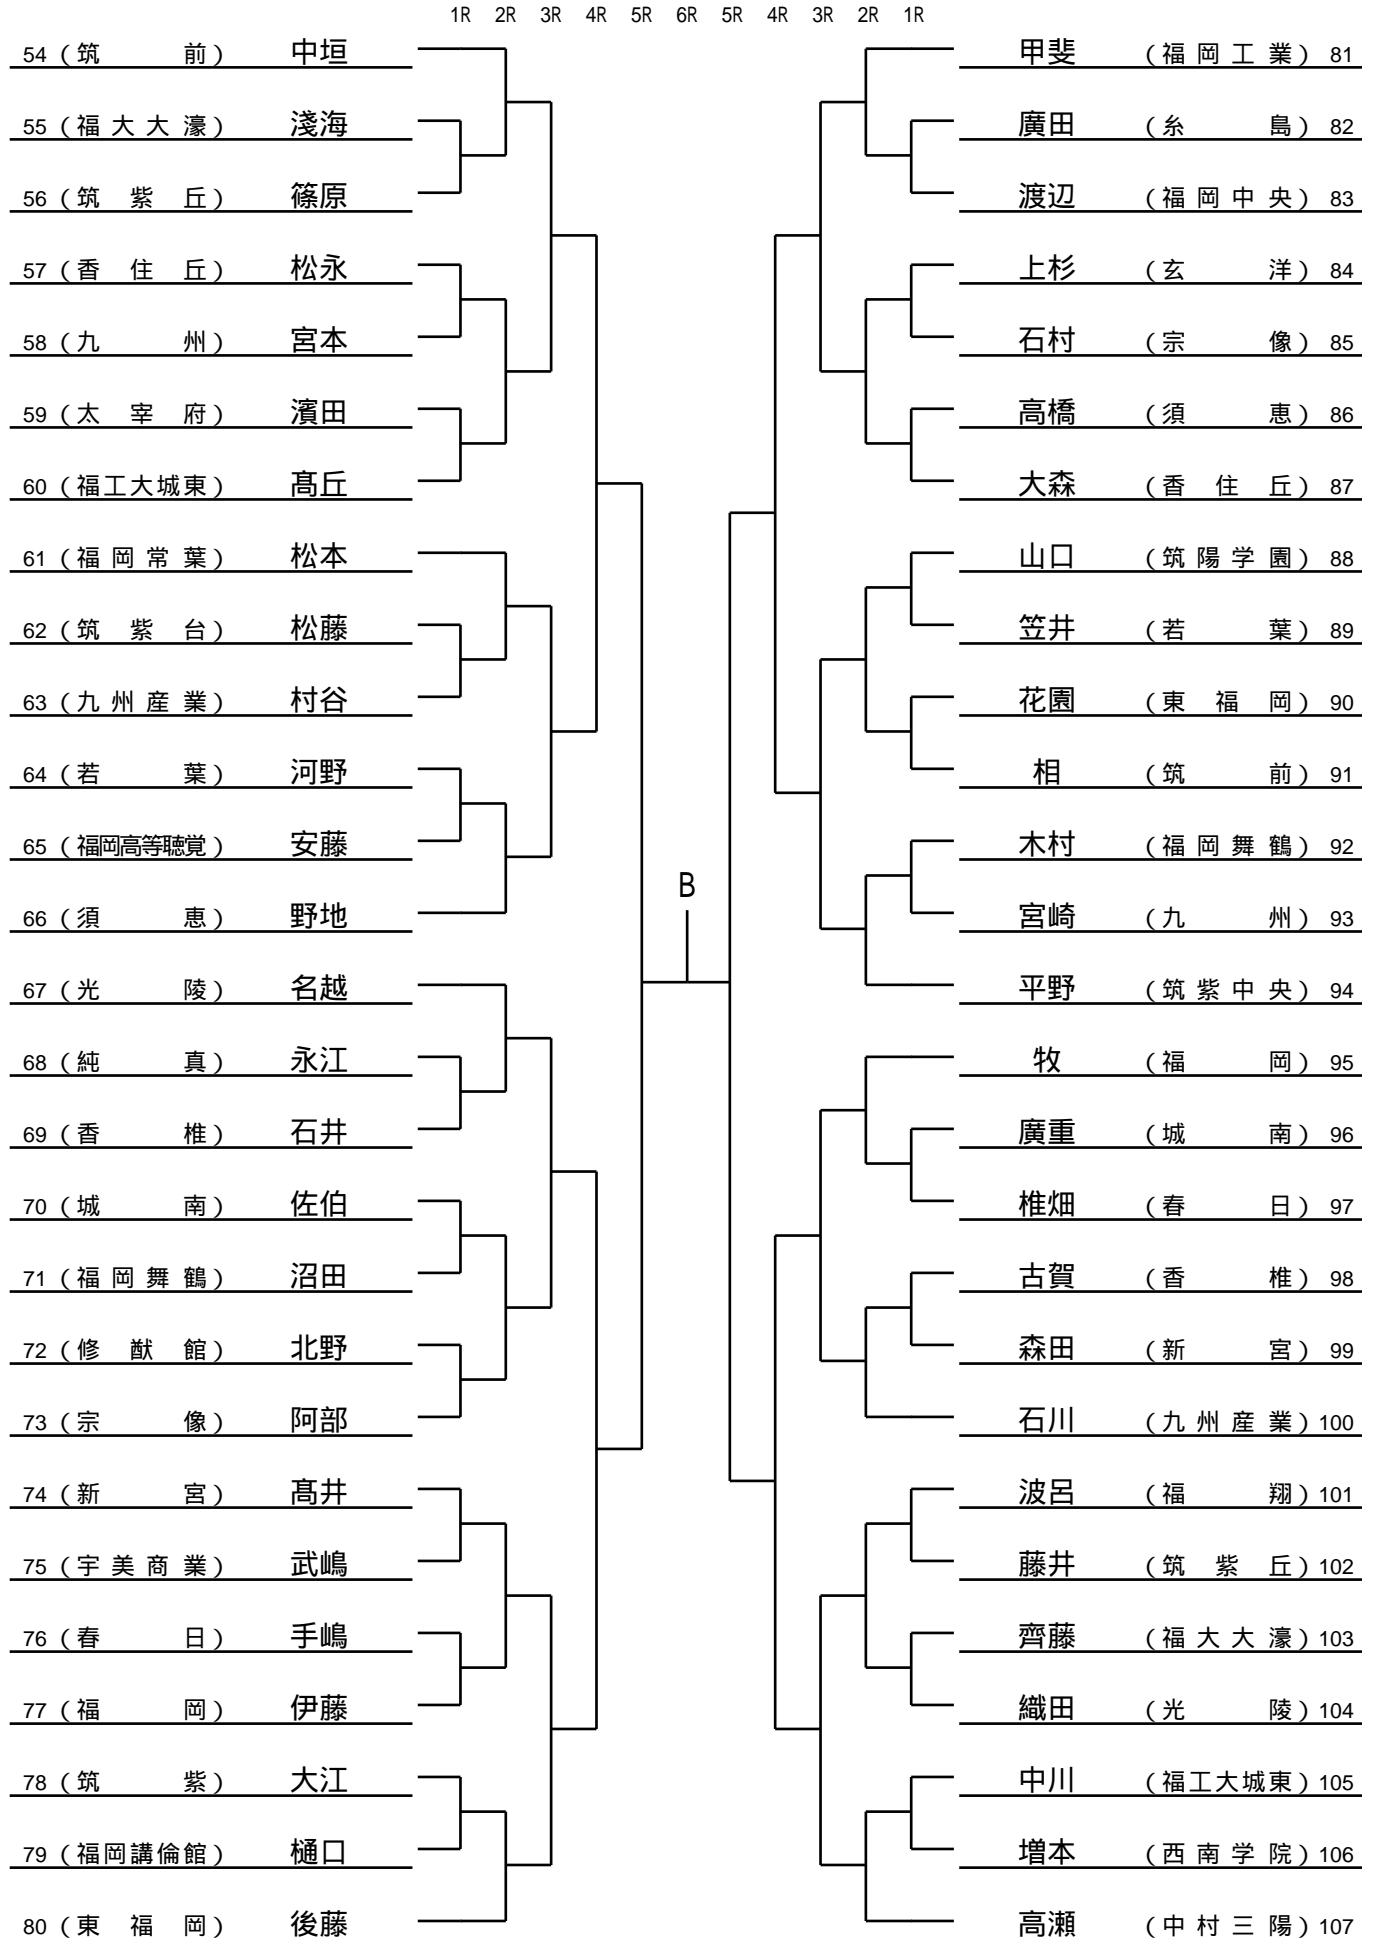 1R 2R 3R 4R 5R 6R 5R 4R 3R 2R 1R
54 (筑前) 中垣
55 (福大大濠) 淺海
56 (筑紫丘) 篠原
57 (香住丘) 松永
58 (九州) 宮本
59 (太宰府) 濱田
60 (福工大城東) 髙丘
61 (福岡常葉) 松本
62 (筑紫台) 松藤
63 (九州産業) 村谷
64 (若葉) 河野
65 (福岡高等聴覚) 安藤
66 (須恵) 野地
67 (光陵) 名越
68 (純真) 永江
69 (香椎) 石井
70 (城南) 佐伯
71 (福岡舞鶴) 沼田
72 (修猷館) 北野
73 (宗像) 阿部
74 (新宮) 髙井
75 (宇美商業) 武嶋
76 (春日) 手嶋
77 (福岡) 伊藤
78 (筑紫) 大江
79 (福岡講倫館) 樋口
80 (東福岡) 後藤
B
甲斐 (福岡工業) 81
廣田 (糸島) 82
渡辺 (福岡中央) 83
上杉 (玄洋) 84
石村 (宗像) 85
高橋 (須恵) 86
大森 (香住丘) 87
山口 (筑陽学園) 88
笠井 (若葉) 89
花園 (東福岡) 90
相 (筑前) 91
木村 (福岡舞鶴) 92
宮崎 (九州) 93
平野 (筑紫中央) 94
牧 (福岡) 95
廣重 (城南) 96
椎畑 (春日) 97
古賀 (香椎) 98
森田 (新宮) 99
石川 (九州産業) 100
波呂 (福翔) 101
藤井 (筑紫丘) 102
齊藤 (福大大濠) 103
織田 (光陵) 104
中川 (福工大城東) 105
増本 (西南学院) 106
高瀬 (中村三陽) 107